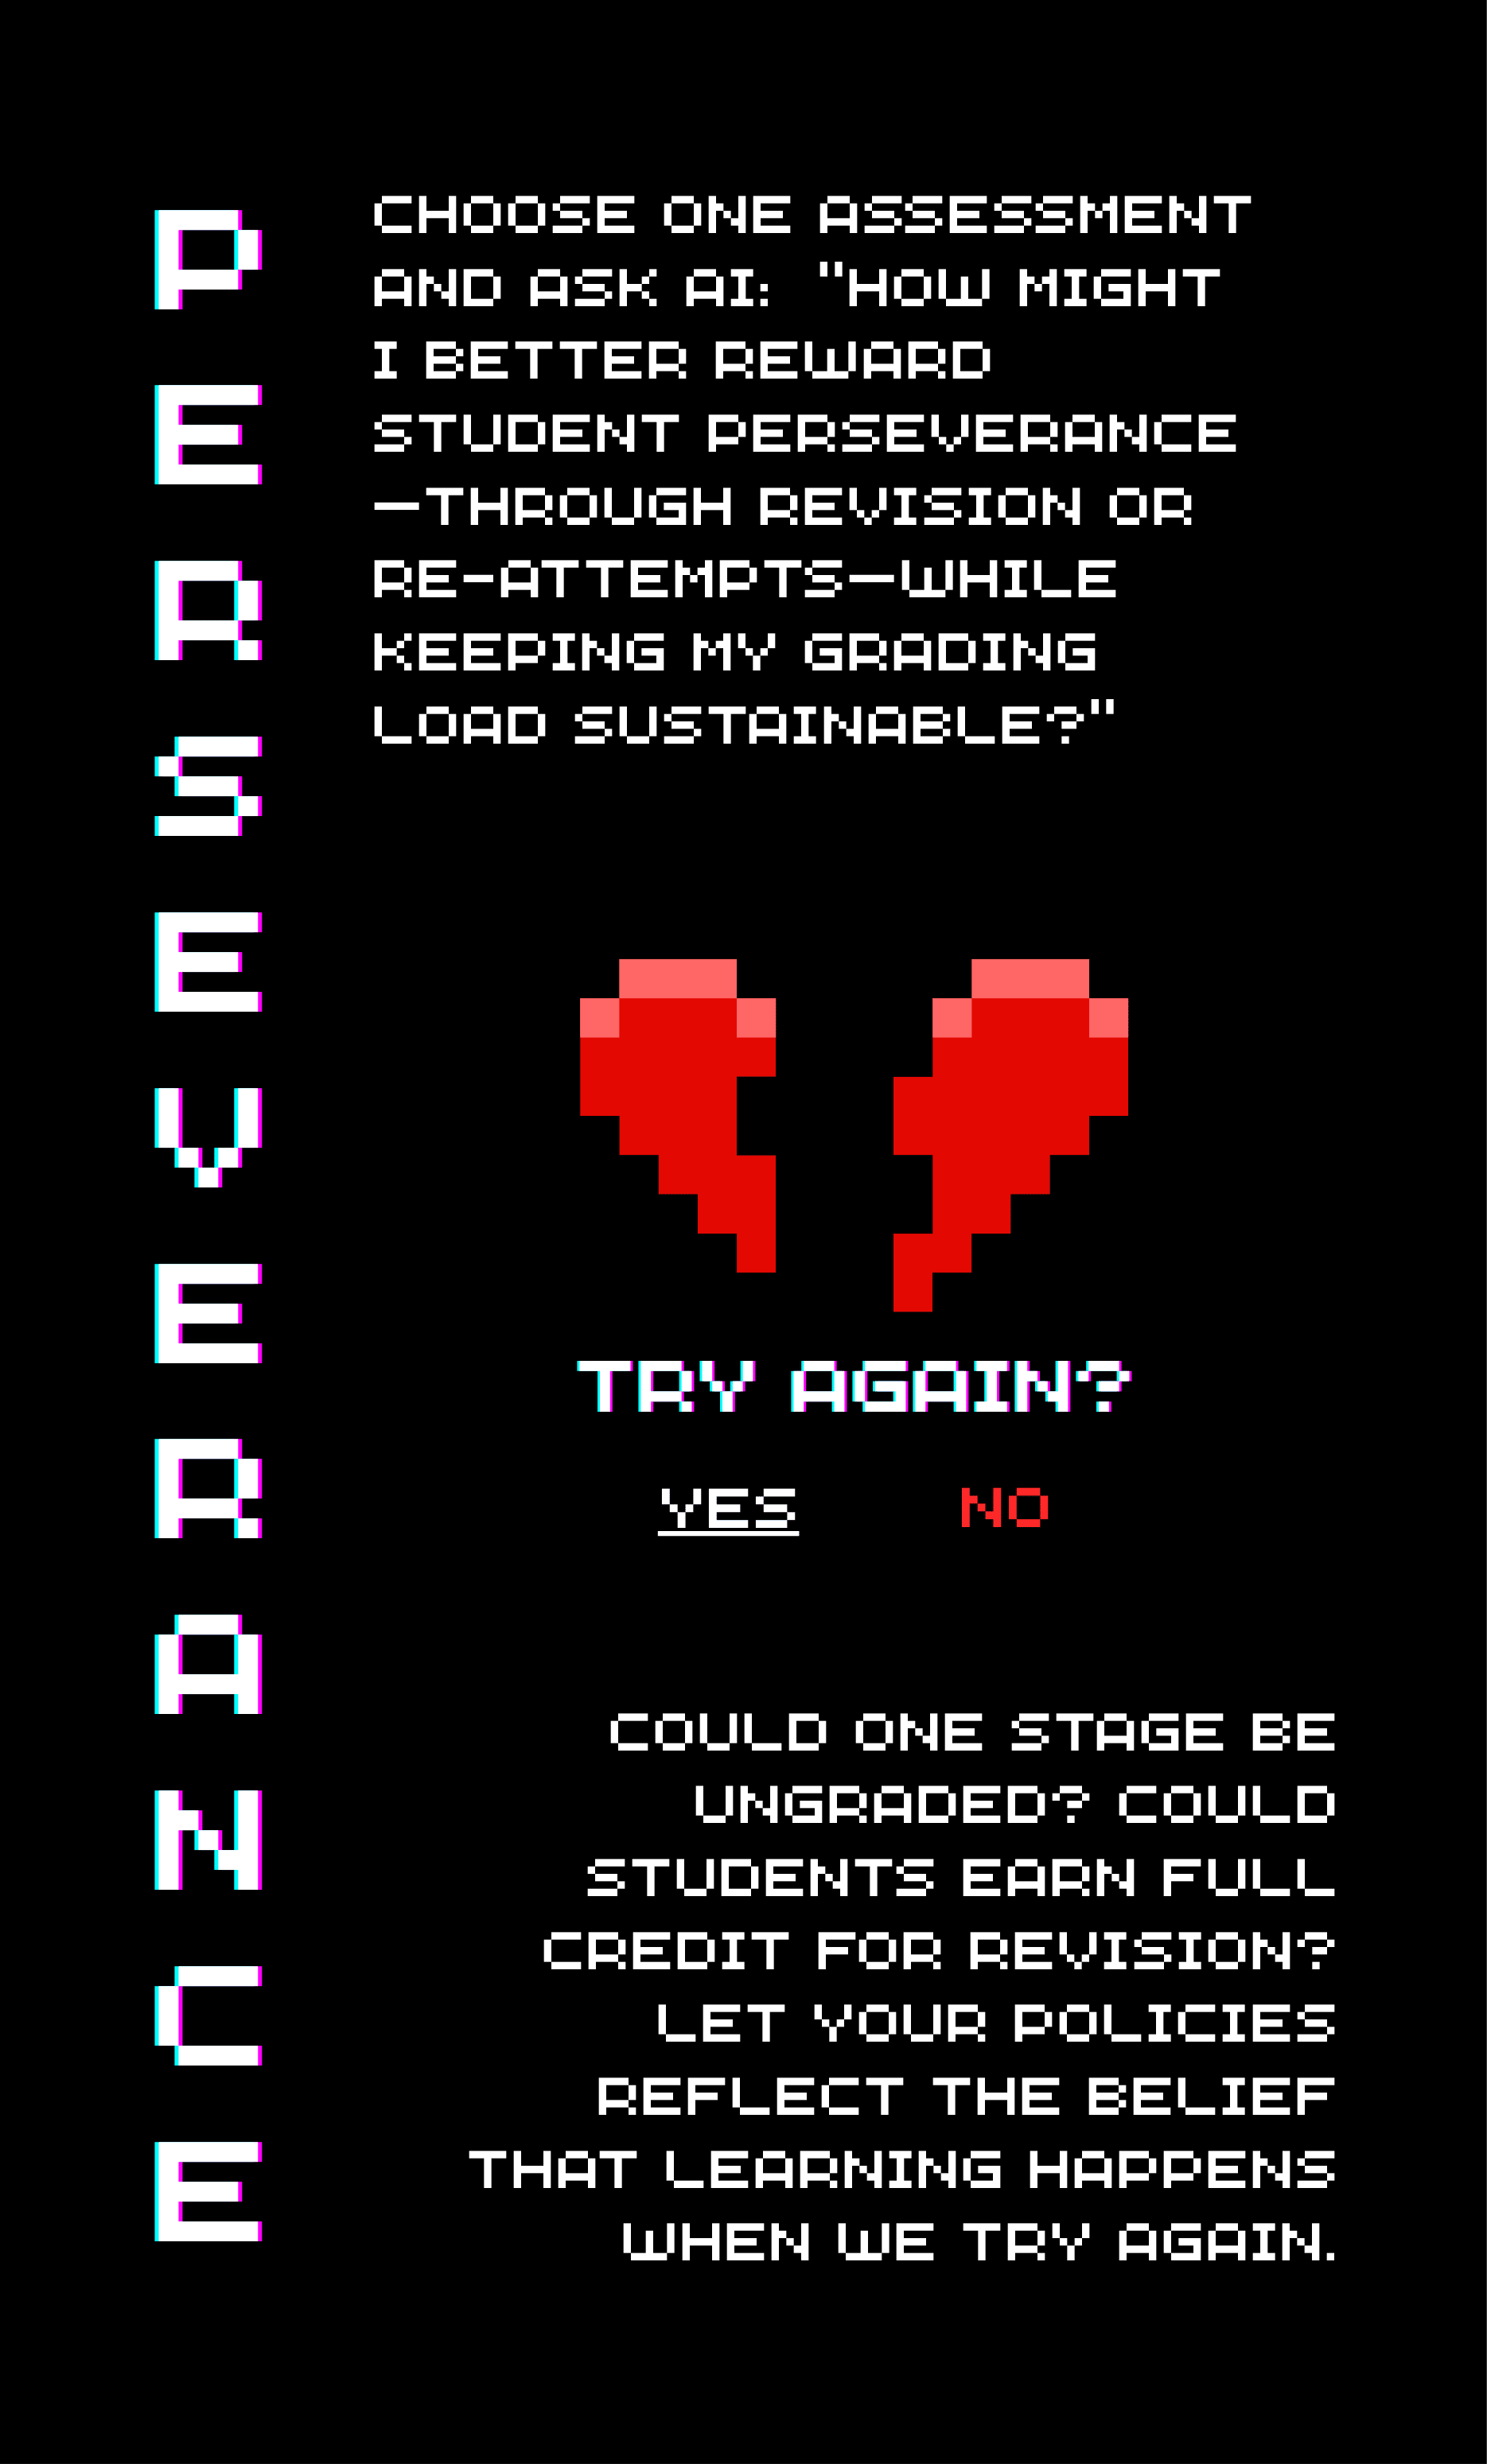 PERSEVERANCE
CHOOSE ONE ASSESSMENT
AND ASK AI: "HOW MIGHT
I BETTER REWARD
STUDENT PERSEVERANCE
—THROUGH REVISION OR
RE-ATTEMPTS—WHILE
KEEPING MY GRADING
LOAD SUSTAINABLE?"
TRY AGAIN?
YES NO
COULD ONE STAGE BE
UNGRADED? COULD
STUDENTS EARN FULL
CREDIT FOR REVISION?
LET YOUR POLICIES
REFLECT THE BELIEF
THAT LEARNING HAPPENS
WHEN WE TRY AGAIN.